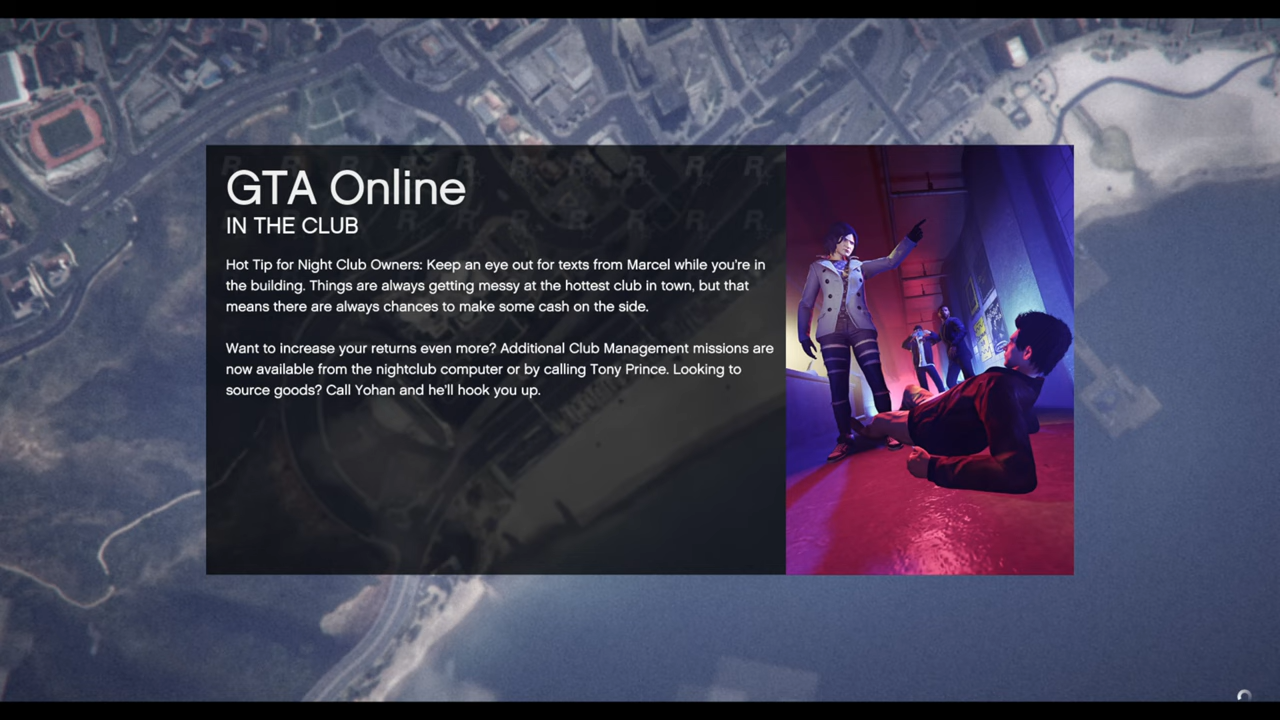 GTA Online
IN THE CLUB
Hot Tip for Night Club Owners: Keep an eye out for texts from Marcel while you're in
the building. Things are always getting messy at the hottest club in town, but that
means there are always chances to make some cash on the side.
Want to increase your returns even more? Additional Club Management missions are
now available from the nightclub computer or by calling Tony Prince. Looking to
source goods? Call Yohan and he'll hook you up.